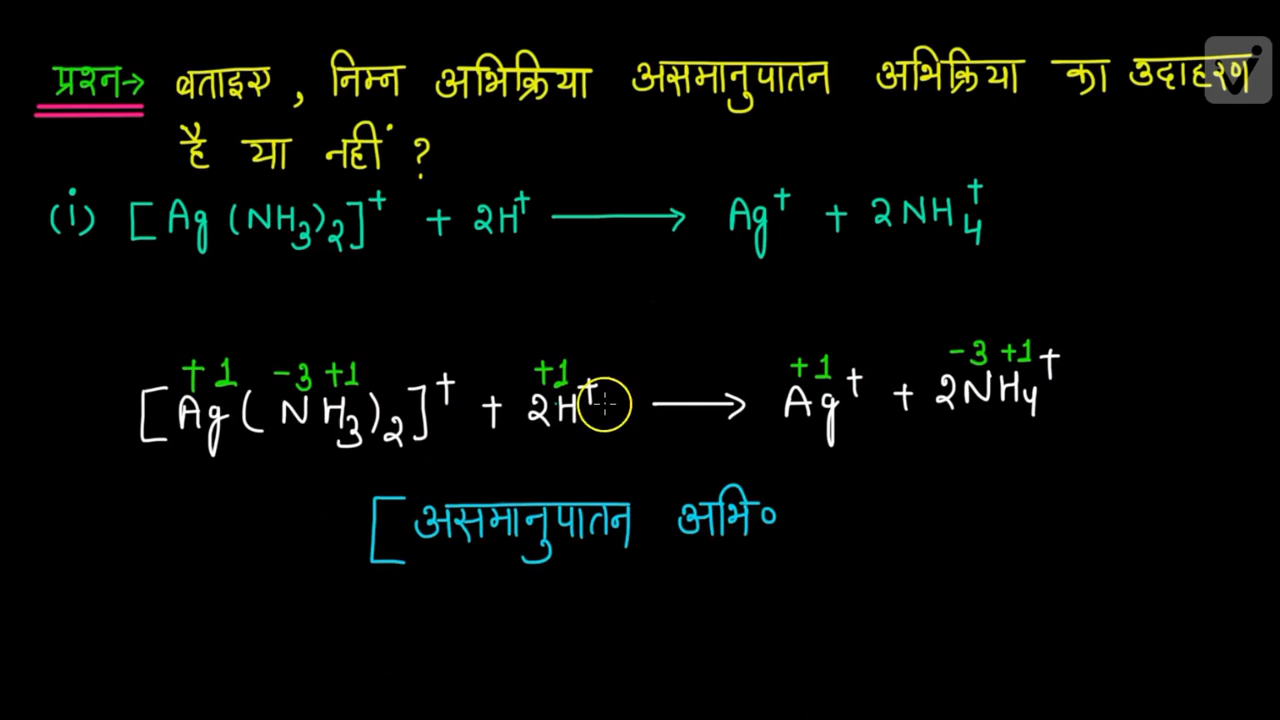 प्रश्न→ बताइए, निम्न अभिक्रिया असमानुपातन अभिक्रिया का उदाहरण
है या नहीं ?
(i) [Ag(NH₃)₂]⁺ + 2H⁺ ⟶ Ag⁺ + 2NH₄⁺
+1 -3 +1 +1 +1 -3 +1
[Ag(NH₃)₂]⁺ + 2H⁺ ⟶ Ag⁺ + 2NH₄⁺
[असमानुपातन अभि०